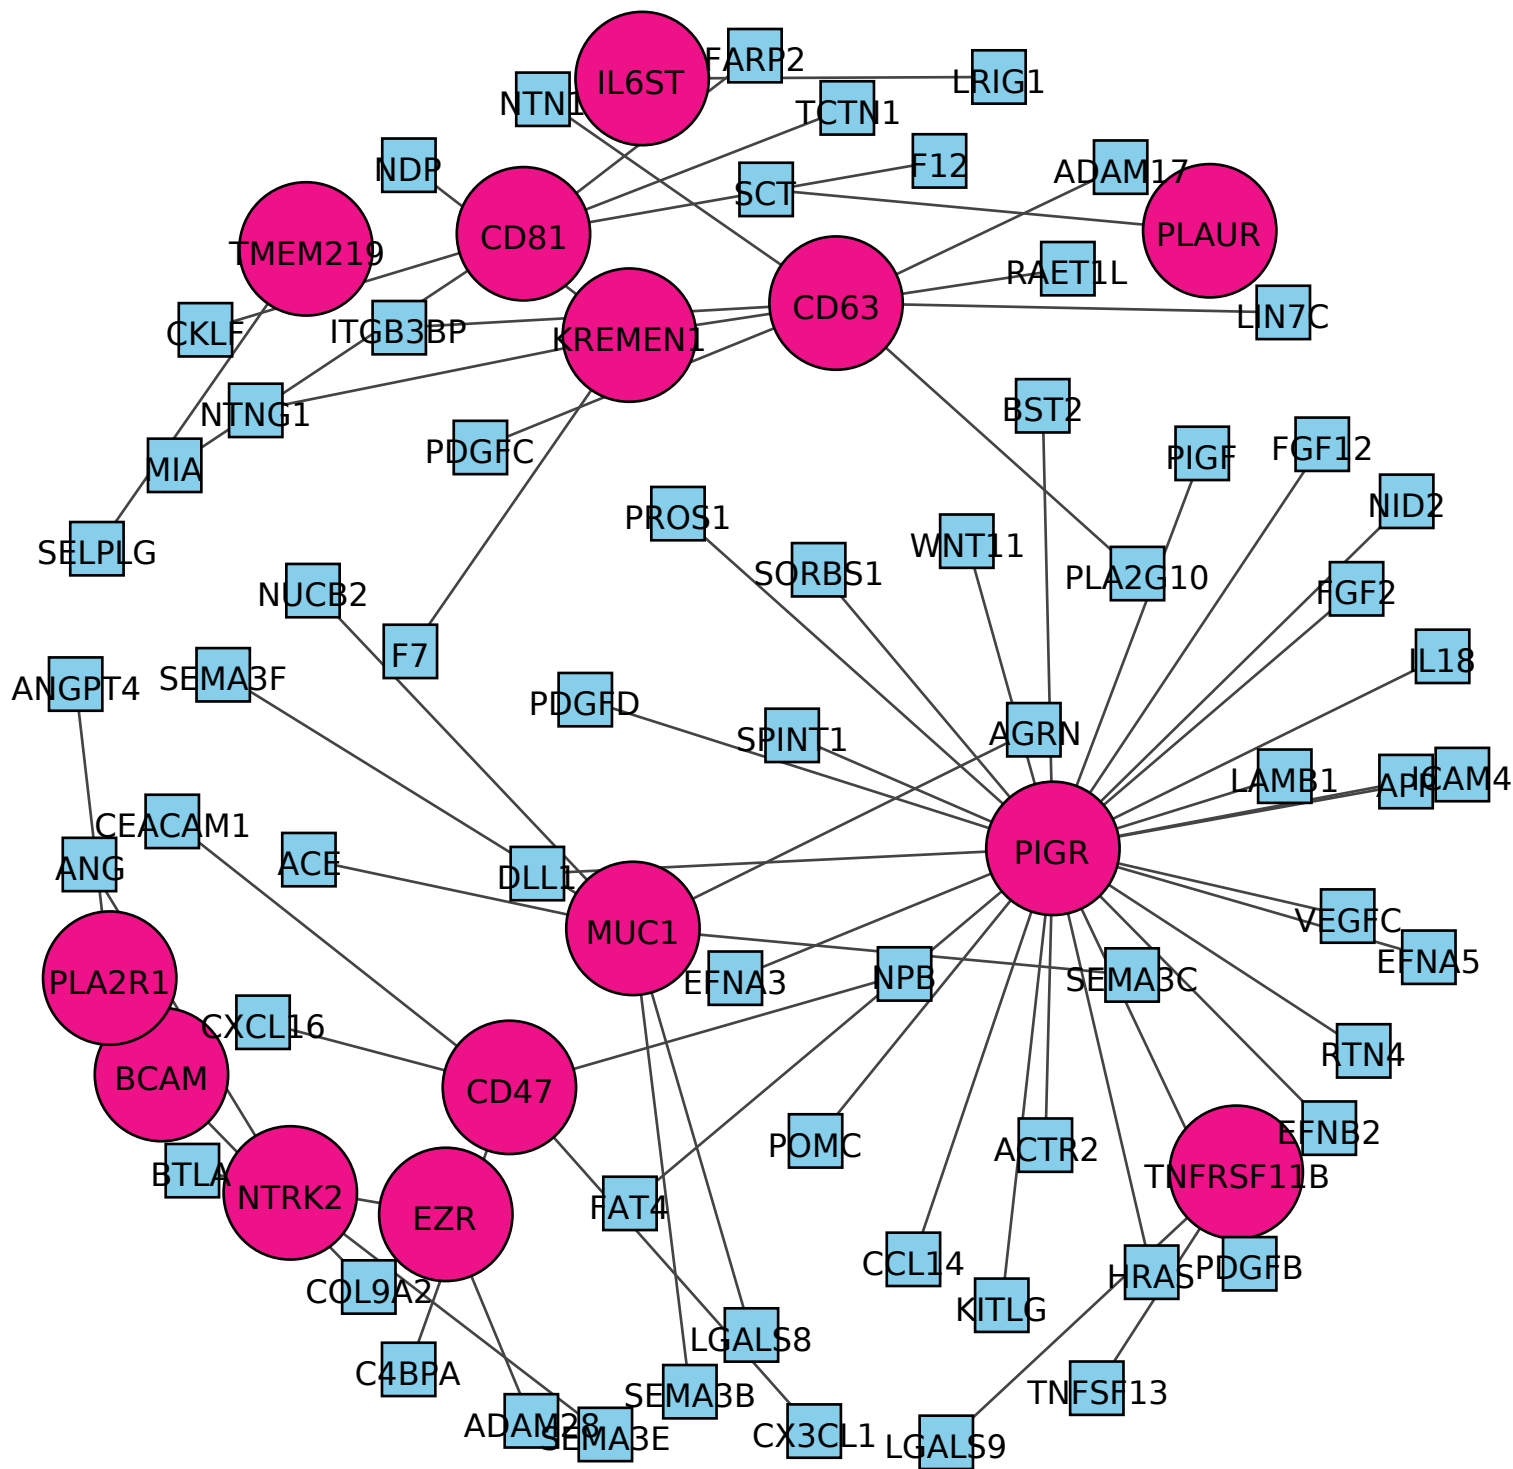 IL6ST
FARP2
LRIG1
NTN1
TCTN1
NDP
F12
ADAM17
SCT
CD81
PLAUR
TMEM219
RAET1L
CD63
LIN7C
CKLF
ITGB3BP
KREMEN1
NTNG1
BST2
PDGFC
PIGF
FGF12
MIA
NID2
PROS1
SELPLG
WNT11
SORBS1
PLA2G10
NUCB2
FGF2
F7
IL18
ANGPT4
SEMA3F
PDGFD
SPINT1
AGRN
LAMB1
APP
ICAM4
CEACAM1
PIGR
ACE
ANG
DLL1
VEGFC
MUC1
EFNA5
PLA2R1
EFNA3
NPB
SEMA3C
CXCL16
RTN4
BCAM
CD47
EFNB2
POMC
ACTR2
BTLA
NTRK2
TNFRSF11B
FAT4
EZR
CCL14
HRAS
PDGFB
COL9A2
KITLG
LGALS8
C4BPA
SEMA3B
TNFSF13
ADAM28
SEMA3E
CX3CL1
LGALS9